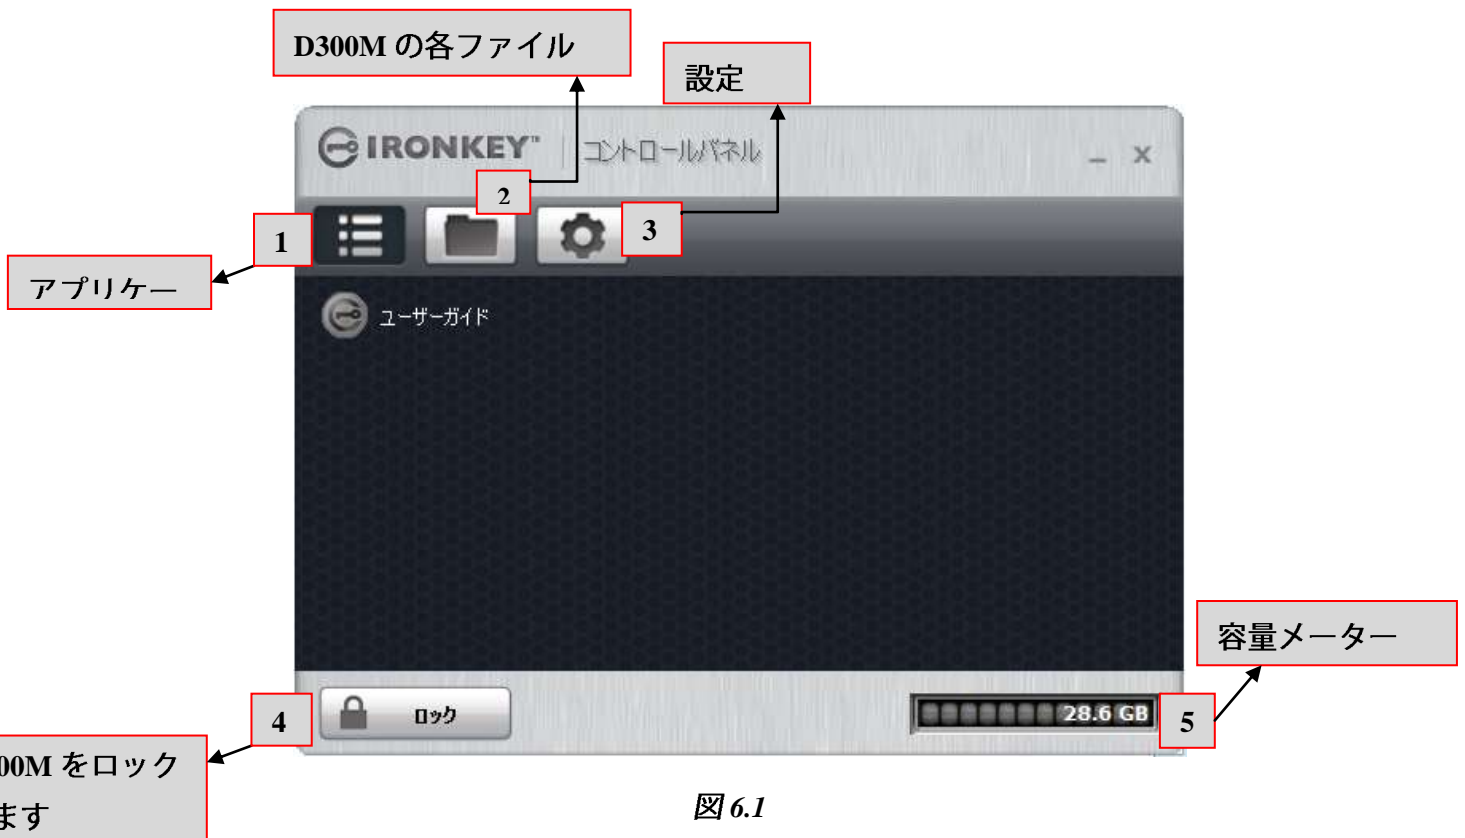 D300M の各ファイル
設定
IRONKEY™ コントロールパネル
2
1
3
アプリケー
ユーザーガイド
容量メーター
4
ロック
28.6 GB
5
00M をロック
ます
図 6.1